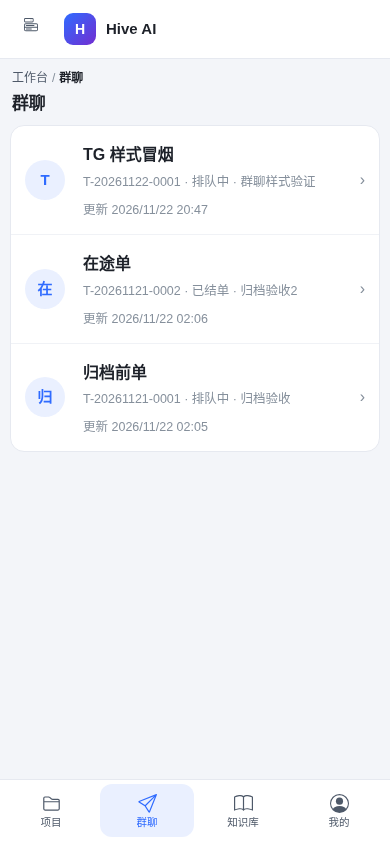 H Hive AI
工作台 / 群聊
群聊
T
TG 样式冒烟
T-20261122-0001 · 排队中 · 群聊样式验证
更新 2026/11/22 20:47
›
在
在途单
T-20261121-0002 · 已结单 · 归档验收2
更新 2026/11/22 02:06
›
归
归档前单
T-20261121-0001 · 排队中 · 归档验收
更新 2026/11/22 02:05
›
项目 群聊 知识库 我的